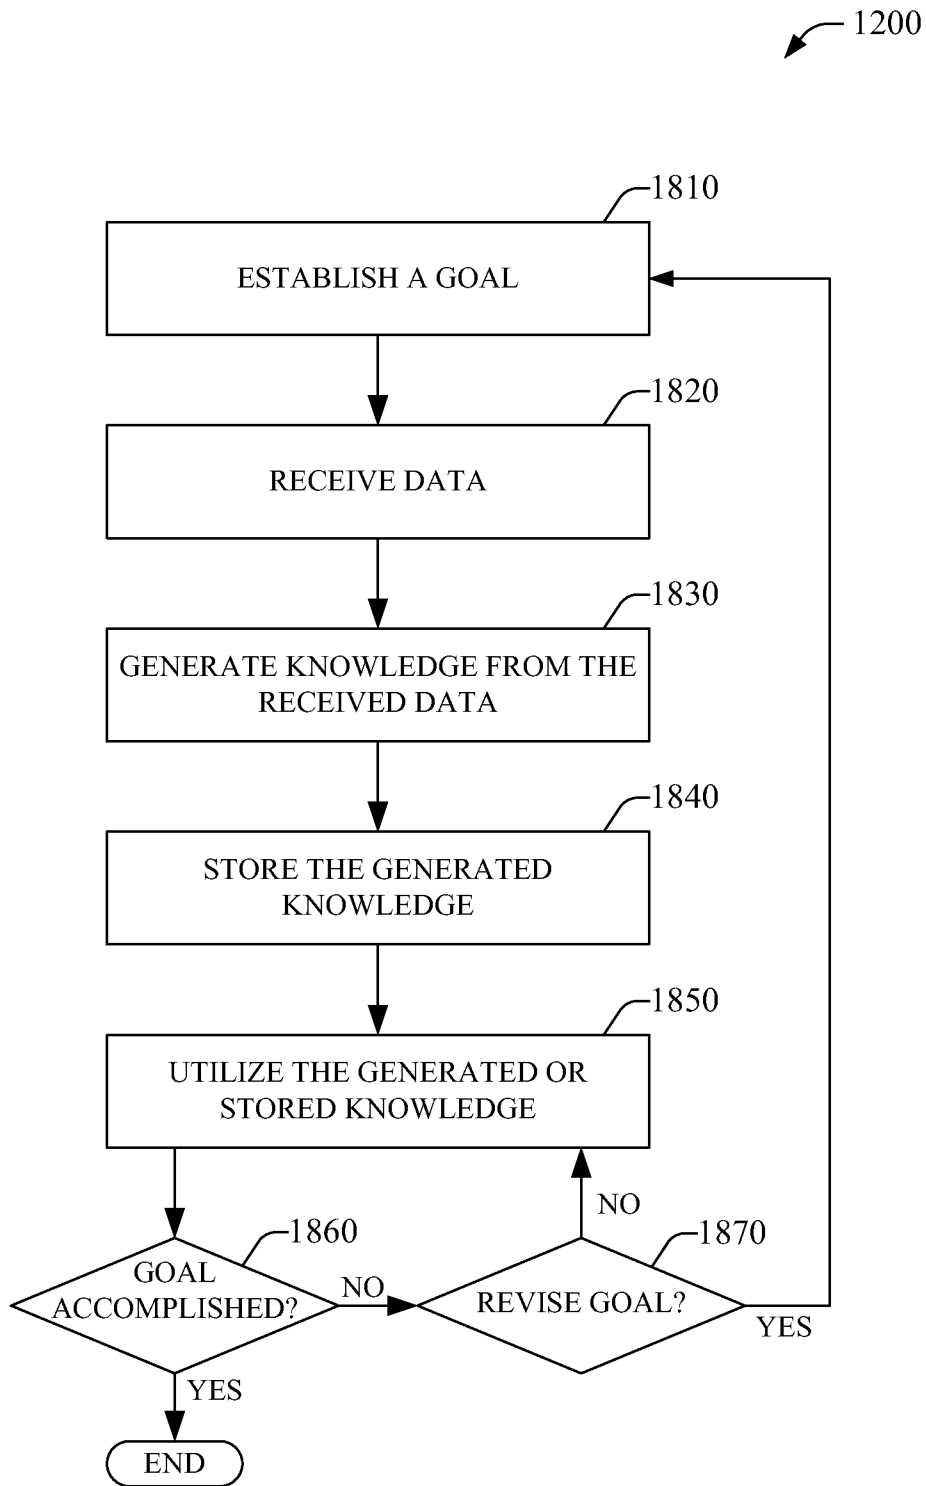 1200
1810
ESTABLISH A GOAL
1820
RECEIVE DATA
1830
GENERATE KNOWLEDGE FROM THE
RECEIVED DATA
1840
STORE THE GENERATED
KNOWLEDGE
1850
UTILIZE THE GENERATED OR
STORED KNOWLEDGE
NO
1860
1870
GOAL
ACCOMPLISHED?
NO
REVISE GOAL?
YES
YES
END